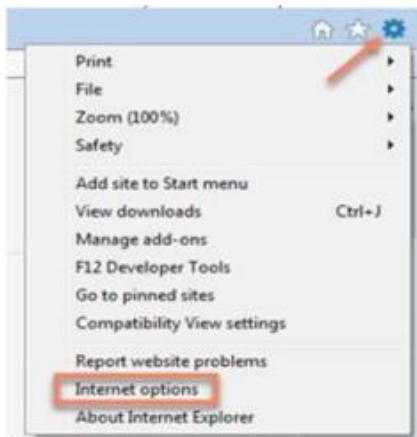 Print
File
Zoom (100%)
Safety
Add site to Start menu
View downloads Ctrl+J
Manage add-ons
F12 Developer Tools
Go to pinned sites
Compatibility View settings
Report website problems
Internet options
About Internet Explorer